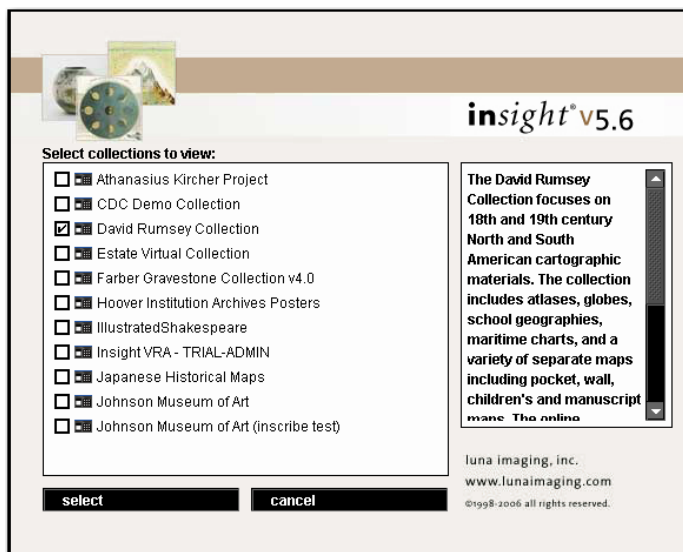 insight® v5.6
Select collections to view:
Athanasius Kircher Project
CDC Demo Collection
David Rumsey Collection
Estate Virtual Collection
Farber Gravestone Collection v4.0
Hoover Institution Archives Posters
IllustratedShakespeare
Insight VRA - TRIAL-ADMIN
Japanese Historical Maps
Johnson Museum of Art
Johnson Museum of Art (inscribe test)
The David Rumsey
Collection focuses on
18th and 19th century
North and South
American cartographic
materials. The collection
includes atlases, globes,
school geographies,
maritime charts, and a
variety of separate maps
including pocket, wall,
children's and manuscript
maps. The online
select
cancel
luna imaging, inc.
www.lunaimaging.com
©1998-2006 all rights reserved.